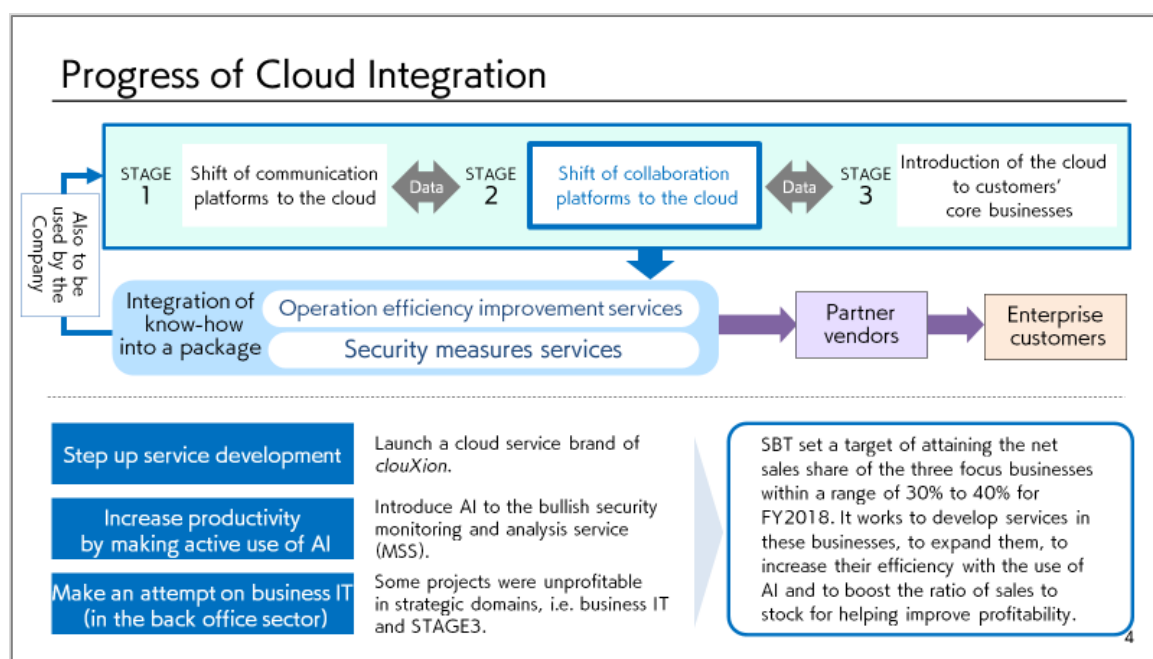 Progress of Cloud Integration
STAGE
1
Shift of communication
platforms to the cloud
Data
STAGE
2
Shift of collaboration
platforms to the cloud
Data
STAGE
3
Introduction of the cloud
to customers'
core businesses
Also to be
used by the
Company
Integration of
know-how
into a package
Operation efficiency improvement services
Security measures services
Partner
vendors
Enterprise
customers
Step up service development
Launch a cloud service brand of
clouXion.
Increase productivity
by making active use of AI
Introduce AI to the bullish security
monitoring and analysis service
(MSS).
Make an attempt on business IT
(in the back office sector)
Some projects were unprofitable
in strategic domains, i.e. business IT
and STAGE3.
SBT set a target of attaining the net
sales share of the three focus businesses
within a range of 30% to 40% for
FY2018. It works to develop services in
these businesses, to expand them, to
increase their efficiency with the use of
AI and to boost the ratio of sales to
stock for helping improve profitability.
4